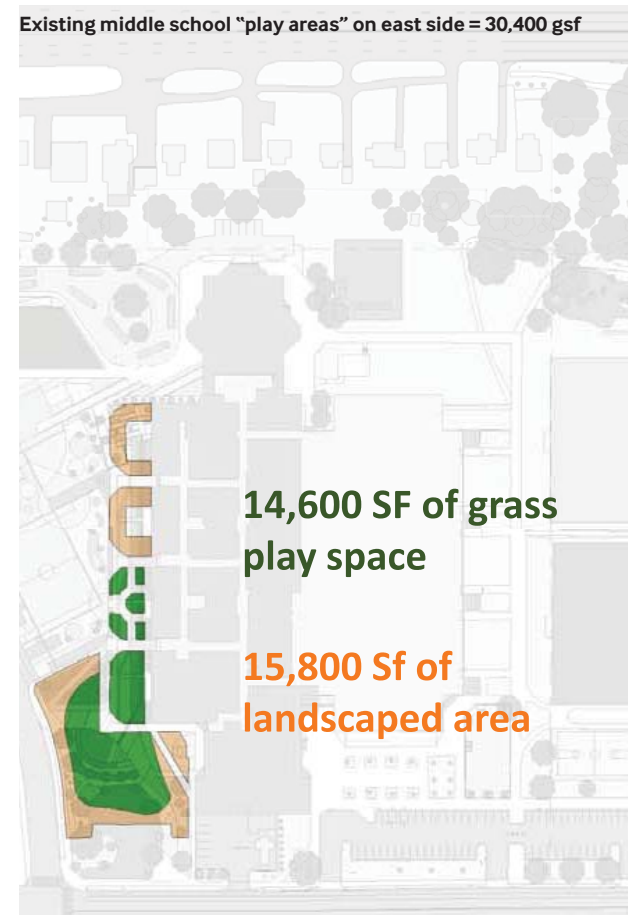 Existing middle school “play areas” on east side = 30,400 gsf
14,600 SF of grass
play space
15,800 Sf of
landscaped area